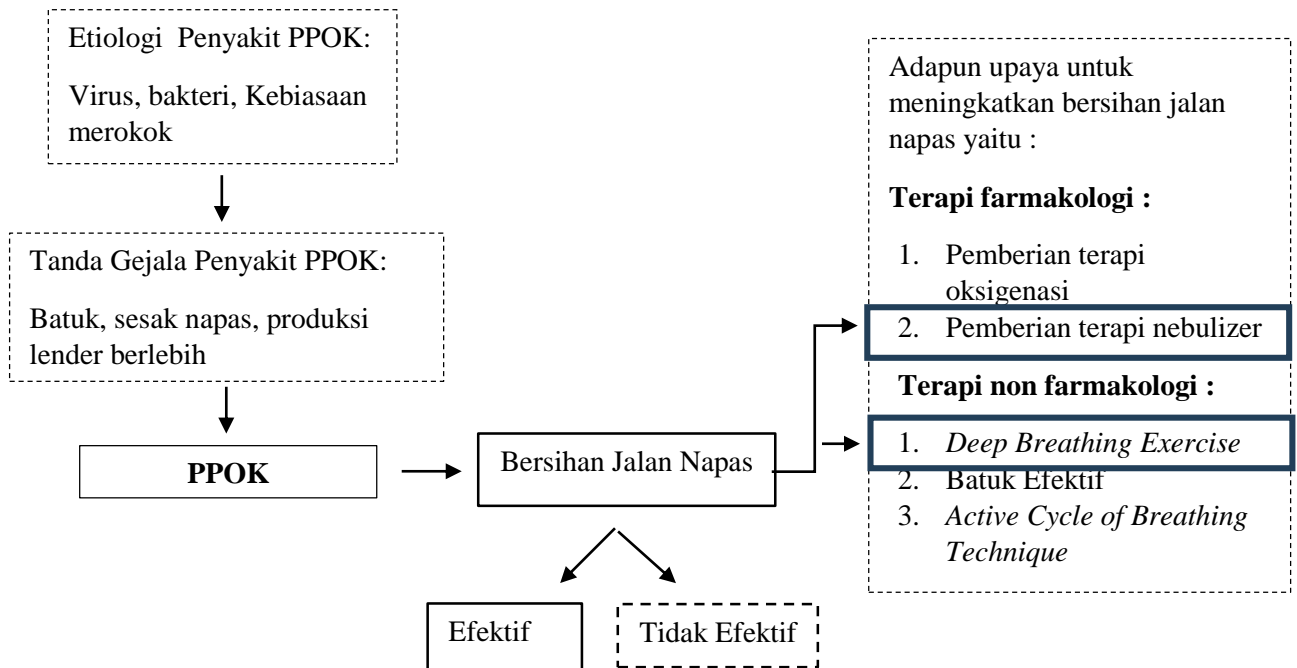 Etiologi Penyakit PPOK:
Virus, bakteri, Kebiasaan
merokok
Tanda Gejala Penyakit PPOK:
Batuk, sesak napas, produksi
lender berlebih
PPOK
Bersihan Jalan Napas
Efektif
Tidak Efektif
Adapun upaya untuk
meningkatkan bersihan jalan
napas yaitu :
Terapi farmakologi :
1. Pemberian terapi
oksigenasi
2. Pemberian terapi nebulizer
Terapi non farmakologi :
1. Deep Breathing Exercise
2. Batuk Efektif
3. Active Cycle of Breathing
Technique